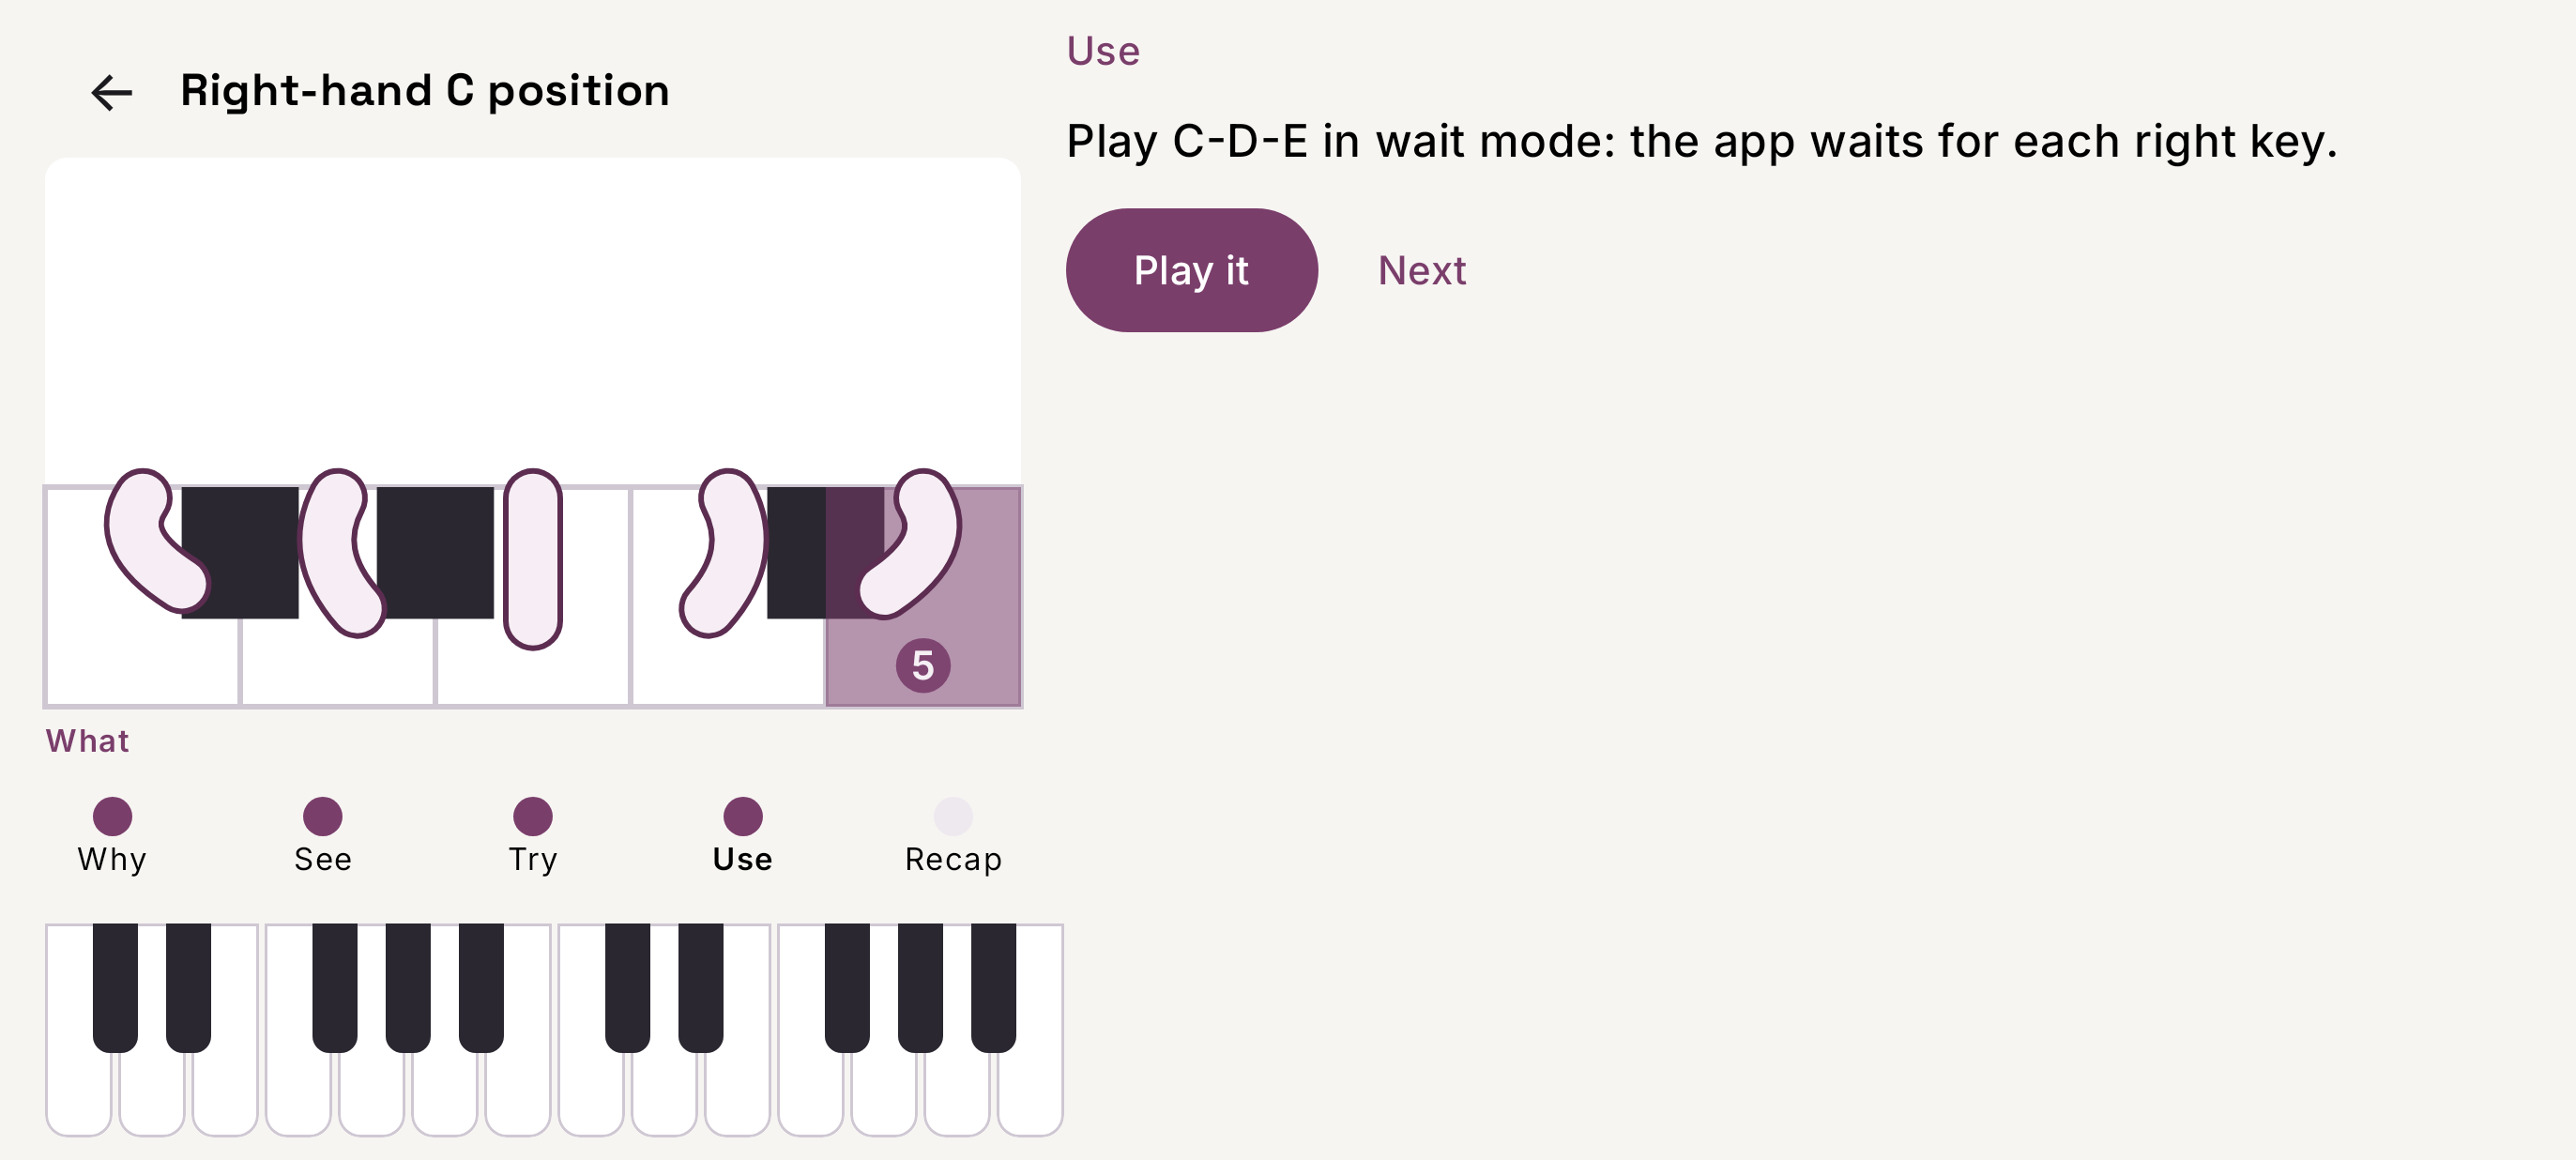 Right-hand C position
5
What
Why
See
Try
Use
Recap
Use
Play C-D-E in wait mode: the app waits for each right key.
Play it
Next